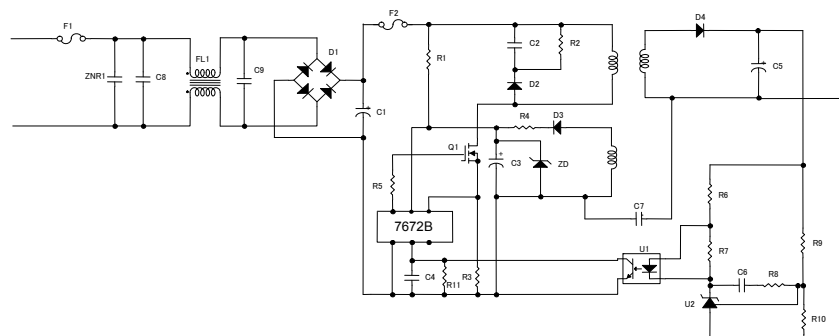 F1
F2
D4
C2
R2
ZNR1
C8
FL1
C9
D1
R1
C5
D2
C1
R4
D3
Q1
C3
ZD
R5
R6
C7
7672B
R7
R9
U1
C4
R11
R3
C6
R8
U2
R10